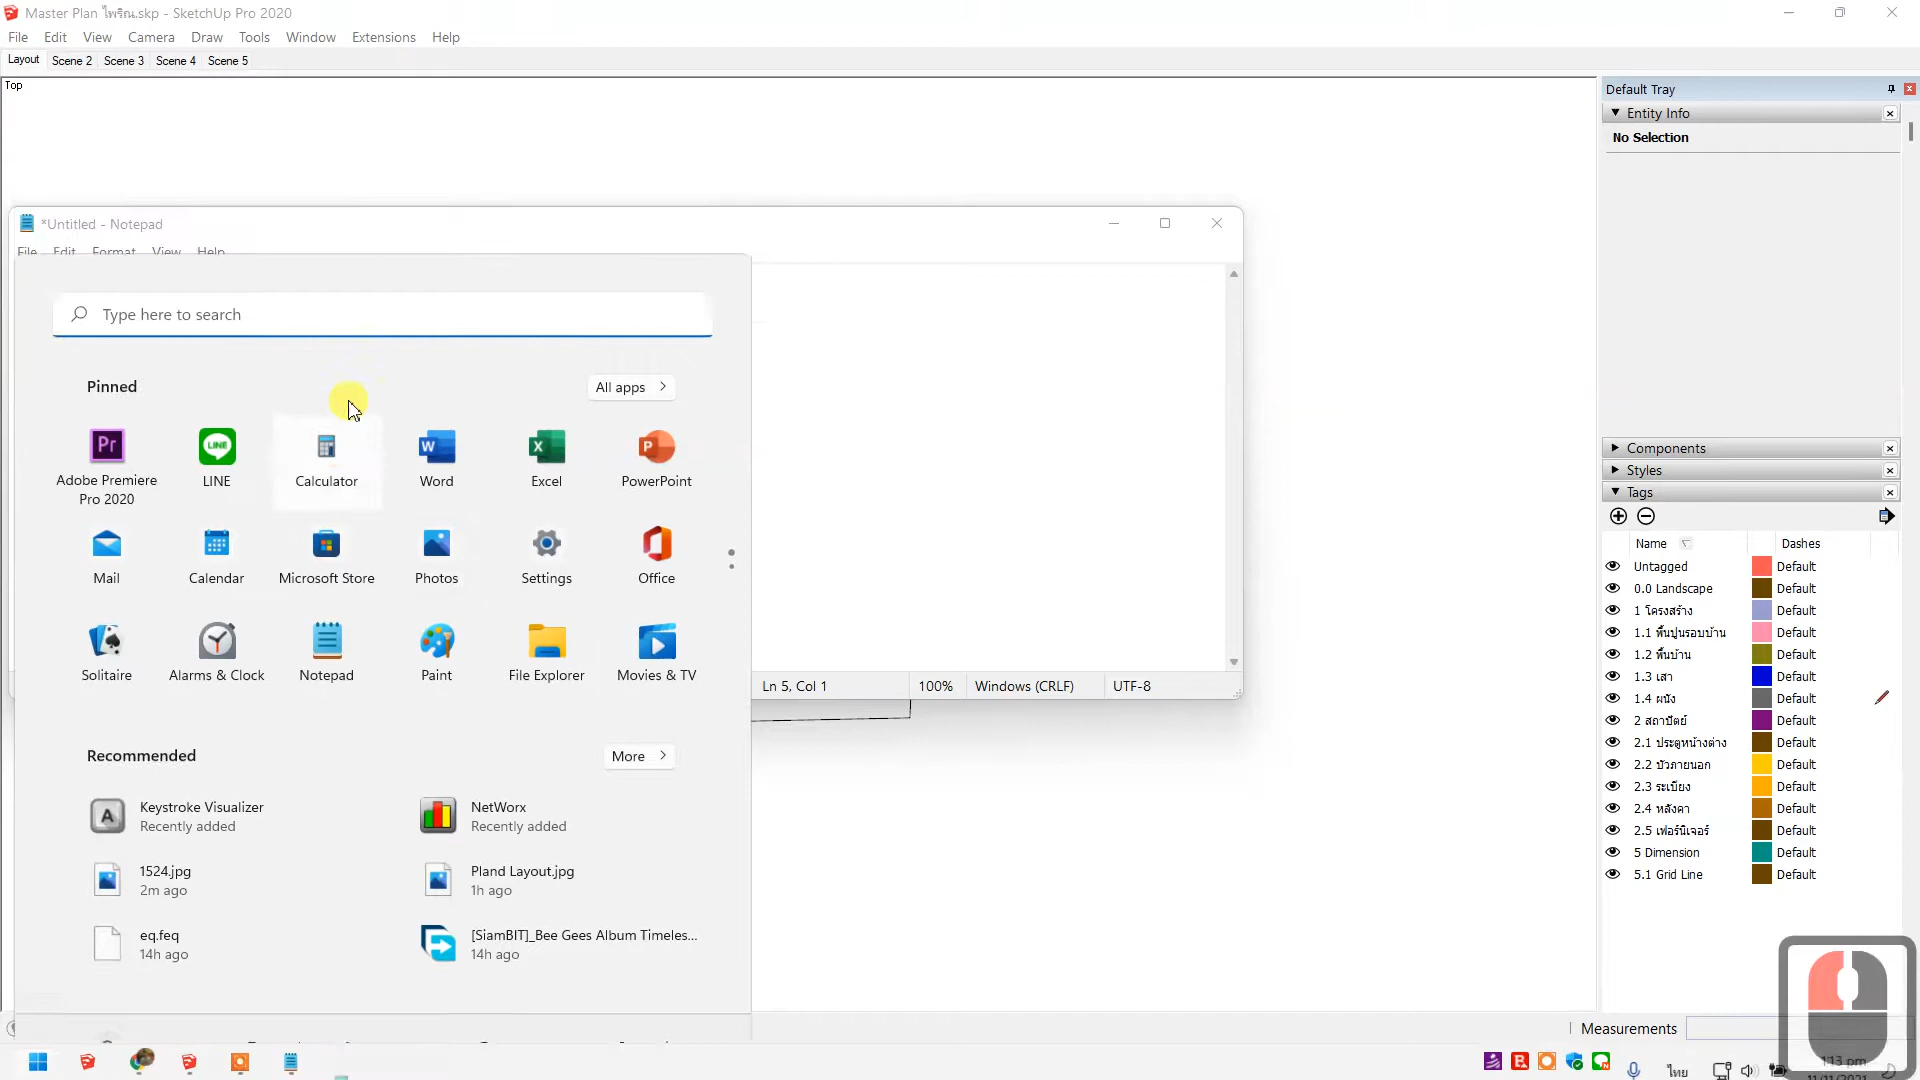 Master Plan ไพริณ.skp - SketchUp Pro 2020
File Edit View Camera Draw Tools Window Extensions Help
Layout Scene 2 Scene 3 Scene 4 Scene 5
Top
*Untitled - Notepad
File Edit Format View Help
Type here to search
Pinned
All apps
Adobe Premiere Pro 2020
LINE
Calculator
Word
Excel
PowerPoint
Mail
Calendar
Microsoft Store
Photos
Settings
Office
Solitaire
Alarms & Clock
Notepad
Paint
File Explorer
Movies & TV
Recommended
More
Keystroke Visualizer
Recently added
NetWorx
Recently added
1524.jpg
2m ago
Pland Layout.jpg
1h ago
eq.feq
14h ago
[SiamBIT]_Bee Gees Album Timeles...
14h ago
Ln 5, Col 1
100%
Windows (CRLF)
UTF-8
Default Tray
Entity Info
No Selection
Components
Styles
Tags
Name Dashes
Untagged Default
0.0 Landscape Default
1 โครงสร้าง Default
1.1 พื้นปูนรอบบ้าน Default
1.2 พื้นบ้าน Default
1.3 เสา Default
1.4 ผนัง Default
2 สถาปัตย์ Default
2.1 ประตูหน้างต่าง Default
2.2 บัวภายนอก Default
2.3 ระเบียง Default
2.4 หลังคา Default
2.5 เฟอร์นิเจอร์ Default
5 Dimension Default
5.1 Grid Line Default
Measurements
ไทย
1:13 pm
11/11/2021